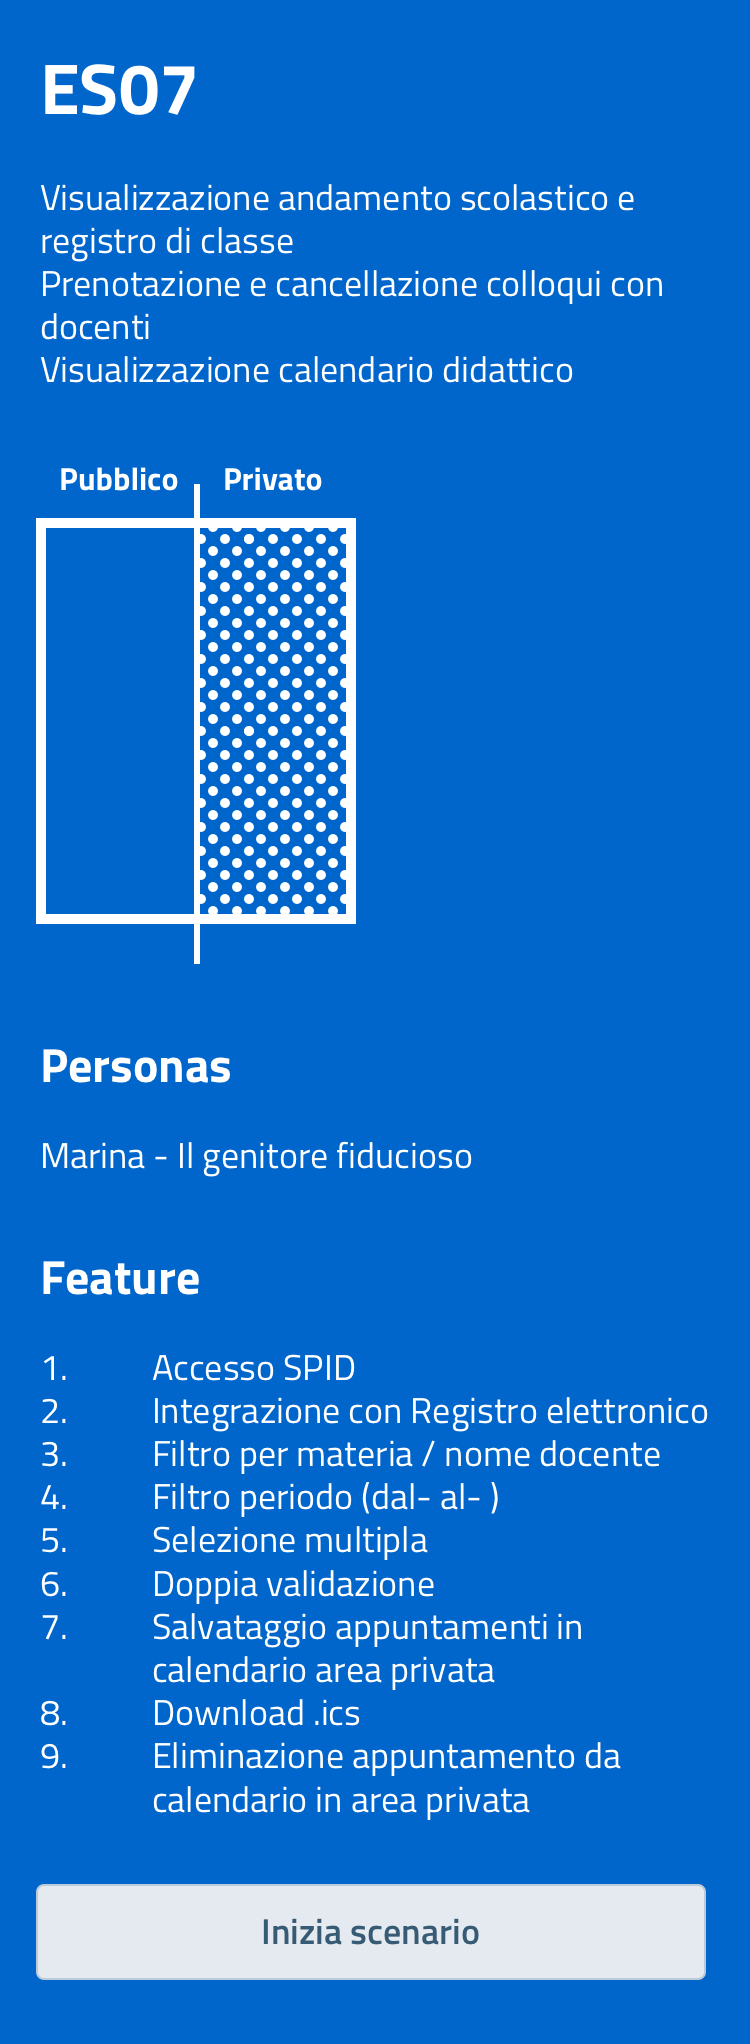 ES07
Visualizzazione andamento scolastico e
registro di classe
Prenotazione e cancellazione colloqui con
docenti
Visualizzazione calendario didattico
Pubblico Privato
Personas
Marina - Il genitore fiducioso
Feature
1. Accesso SPID
2. Integrazione con Registro elettronico
3. Filtro per materia / nome docente
4. Filtro periodo (dal- al- )
5. Selezione multipla
6. Doppia validazione
7. Salvataggio appuntamenti in
calendario area privata
8. Download .ics
9. Eliminazione appuntamento da
calendario in area privata
Inizia scenario